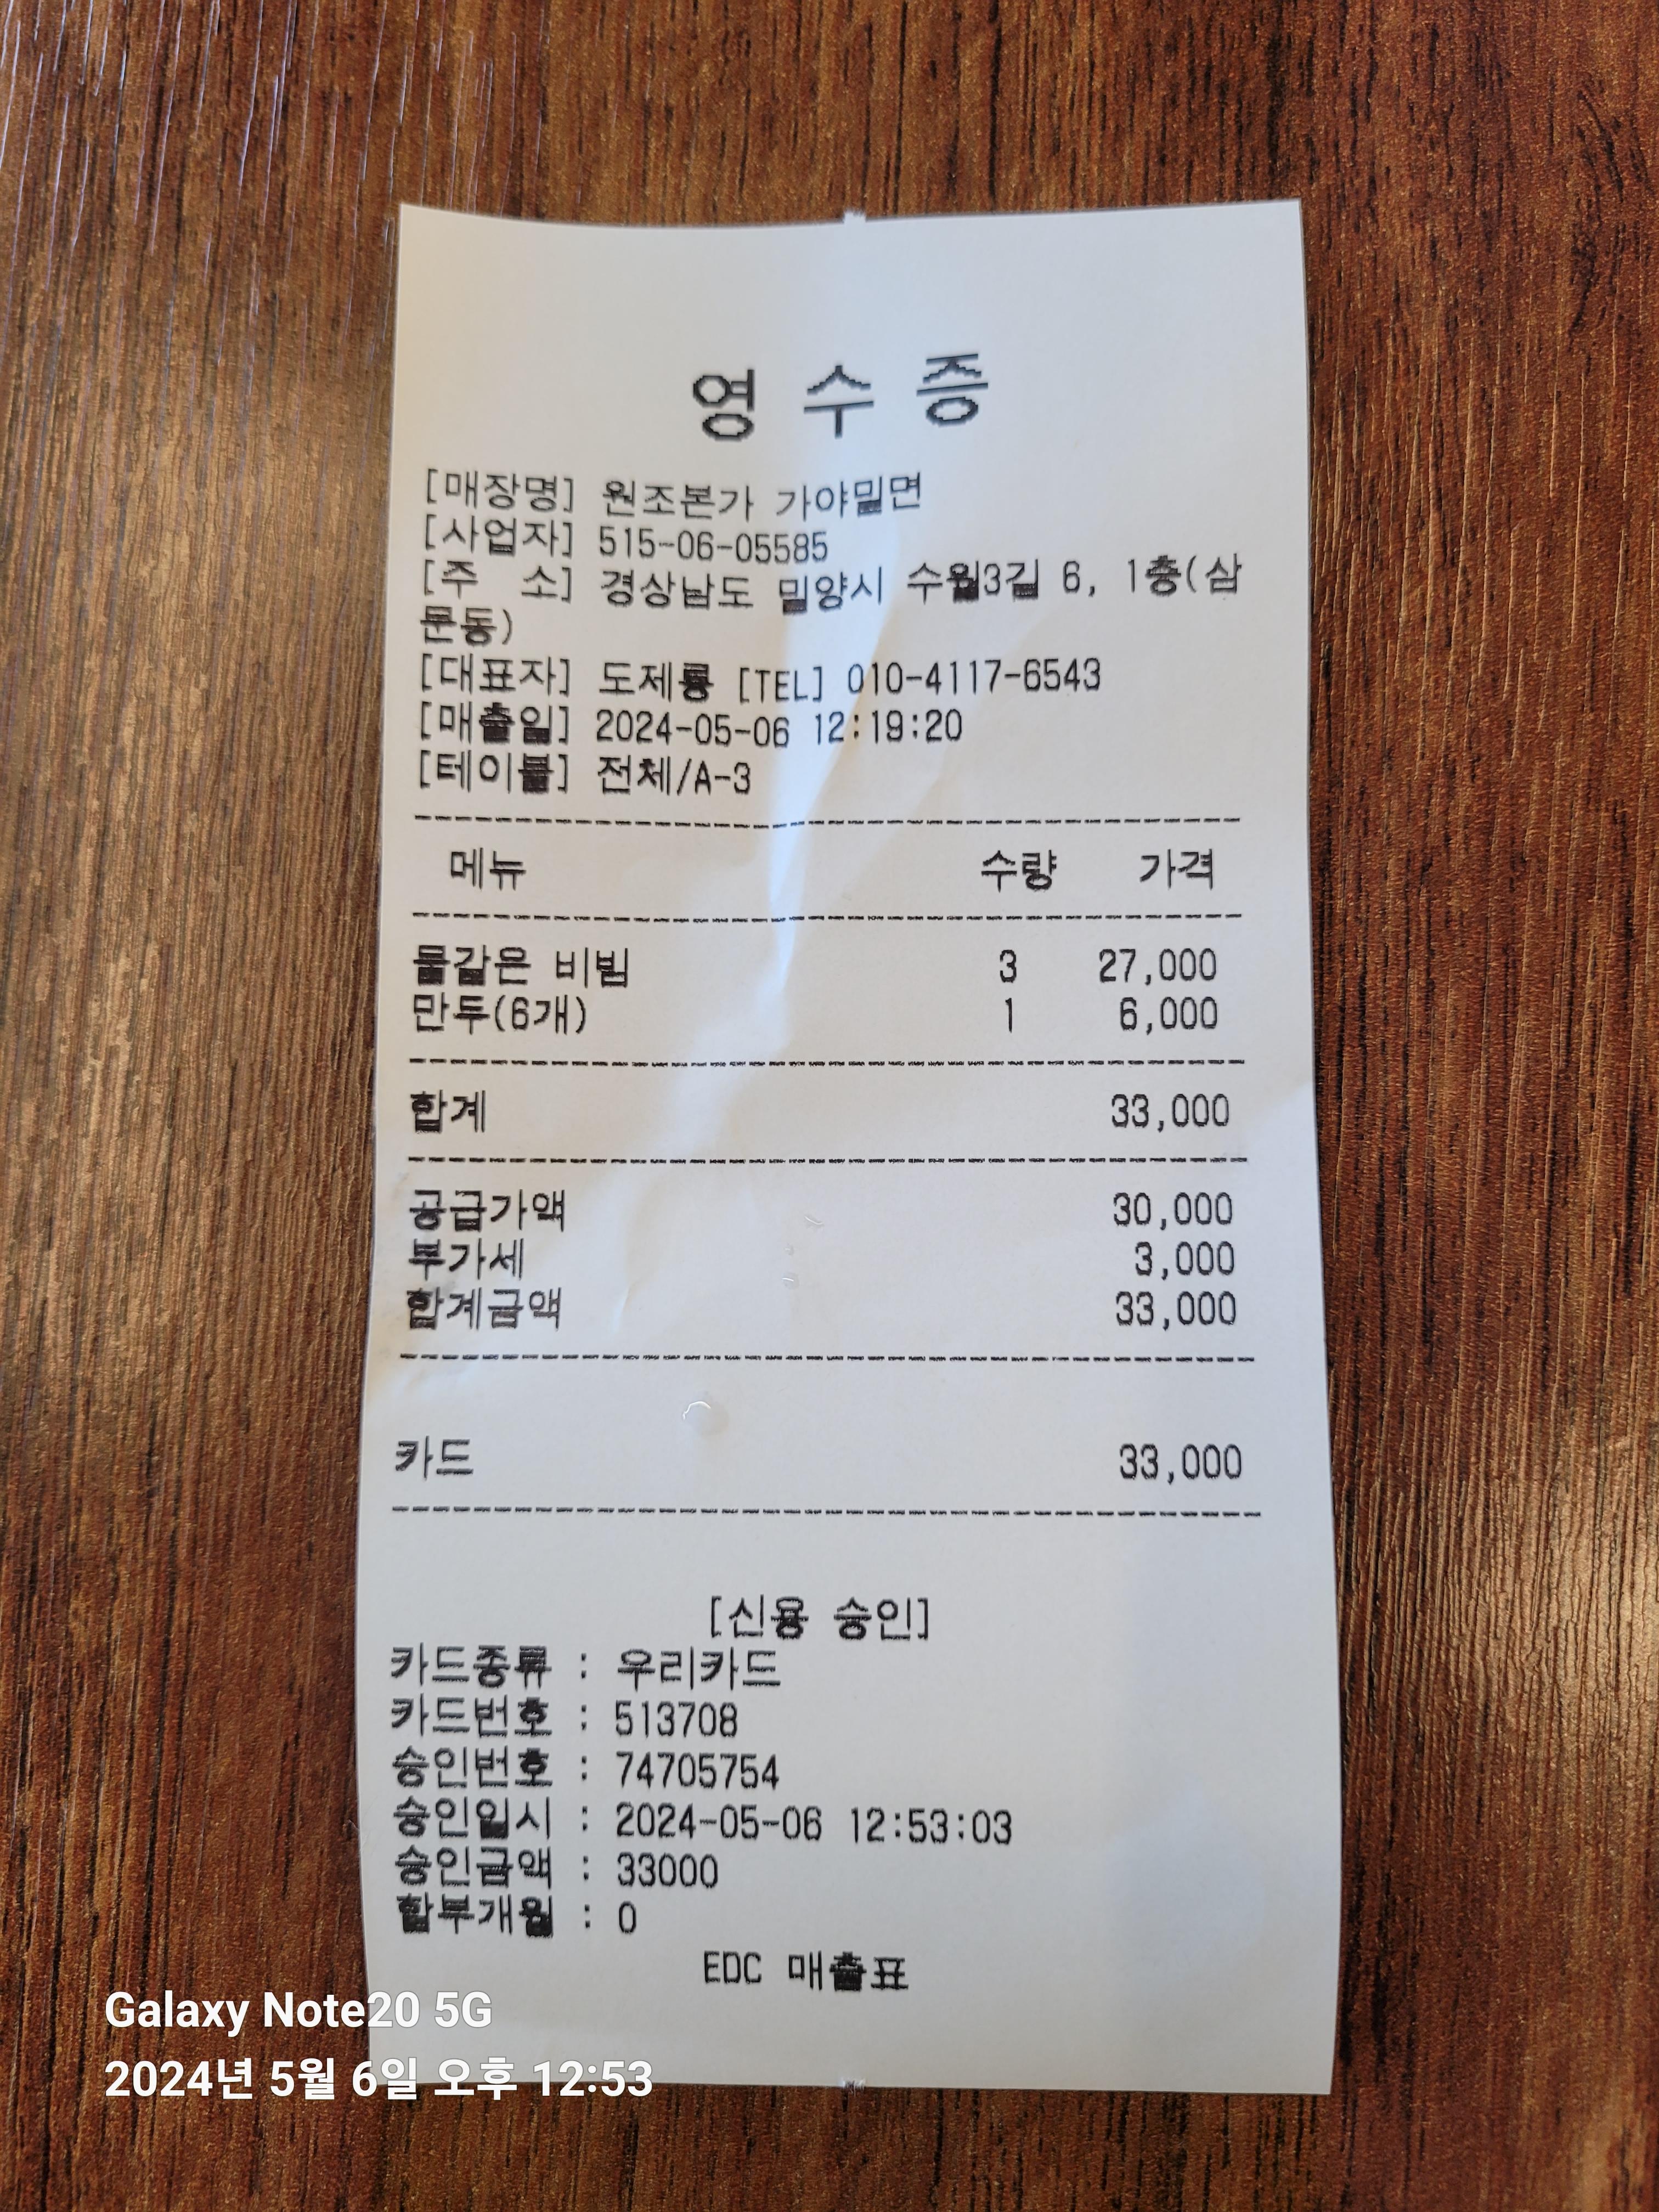 영 수 증
[매장명] 원조본가 가야밀면
[사업자] 515-06-05585
[주 소] 경상남도 밀양시 수월3길 6, 1층(삼
문동)
[대표자] 도제룡 [TEL] 010-4117-6543
[매출일] 2024-05-06 12:19:20
[테이블] 전체/A-3
메뉴 수량 가격
물같은 비빔 3 27,000
만두(6개) 1 6,000
합계 33,000
공급가액 30,000
부가세 3,000
합계금액 33,000
카드 33,000
[신용 승인]
카드종류 : 우리카드
카드번호 : 513708
승인번호 : 74705754
승인일시 : 2024-05-06 12:53:03
승인금액 : 33000
할부개월 : 0
EDC 매출표
Galaxy Note20 5G
2024년 5월 6일 오후 12:53